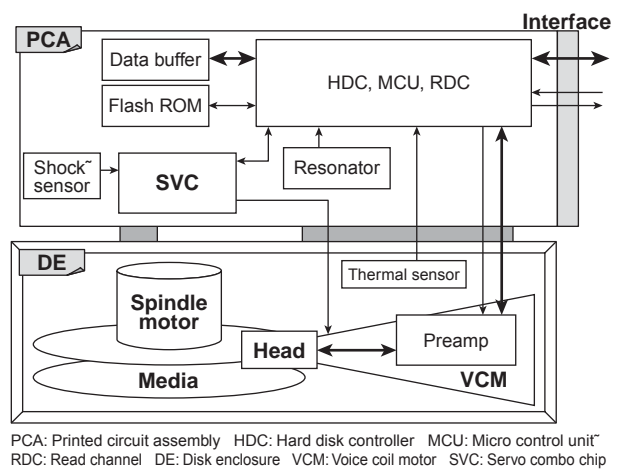 Interface
PCA
Data buffer
HDC, MCU, RDC
Flash ROM
Shock˜
sensor
SVC
Resonator
DE
Thermal sensor
Spindle
motor
Head
Preamp
Media
VCM
PCA: Printed circuit assembly HDC: Hard disk controller MCU: Micro control unit˜
RDC: Read channel DE: Disk enclosure VCM: Voice coil motor SVC: Servo combo chip